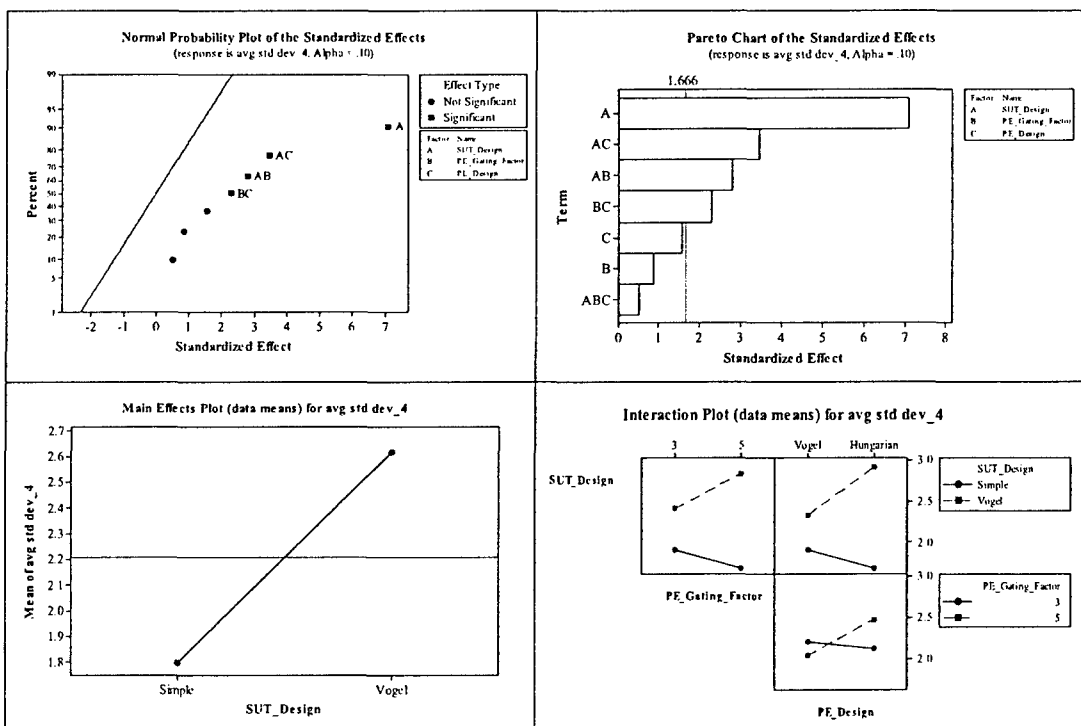 Normal Probability Plot of the Standardized Effects
(response is avg std dev_4, Alpha = .10)
99
95
90
80
70
60
50
40
30
20
10
5
1
Percent
-2 -1 0 1 2 3 4 5 6 7
Standardized Effect
A
AC
AB
BC
Effect Type
Not Significant
Significant
Factor Name
A SUT_Design
B PE_Gating_Factor
C PE_Design
Pareto Chart of the Standardized Effects
(response is avg std dev_4, Alpha = .10)
1.666
Term
A
AC
AB
BC
C
B
ABC
0 1 2 3 4 5 6 7 8
Standardized Effect
Factor Name
A SUT_Design
B PE_Gating_Factor
C PE_Design
Main Effects Plot (data means) for avg std dev_4
Mean of avg std dev_4
2.7
2.6
2.5
2.4
2.3
2.2
2.1
2.0
1.9
1.8
Simple Vogel
SUT_Design
Interaction Plot (data means) for avg std dev_4
3 5 Vogel Hungarian
SUT_Design
3.0
2.5
2.0
SUT_Design
Simple
Vogel
PE_Gating_Factor
3.0
2.5
2.0
PE_Gating_Factor
3
5
PE_Design